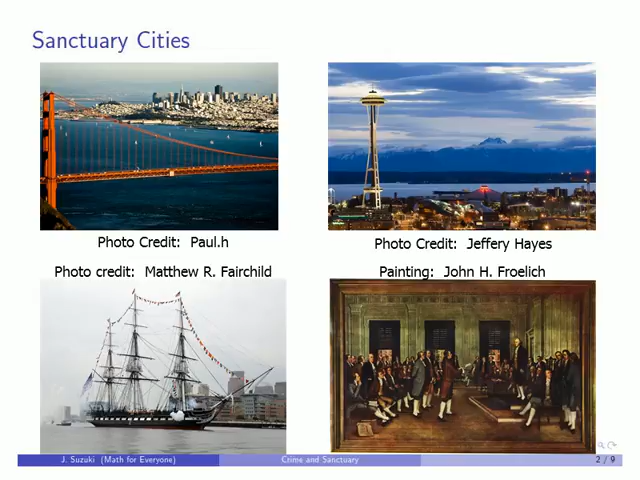 Sanctuary Cities
Photo Credit: Paul.h
Photo Credit: Jeffery Hayes
Photo credit: Matthew R. Fairchild
Painting: John H. Froelich
J. Suzuki (Math for Everyone)
Crime and Sanctuary
2 / 9